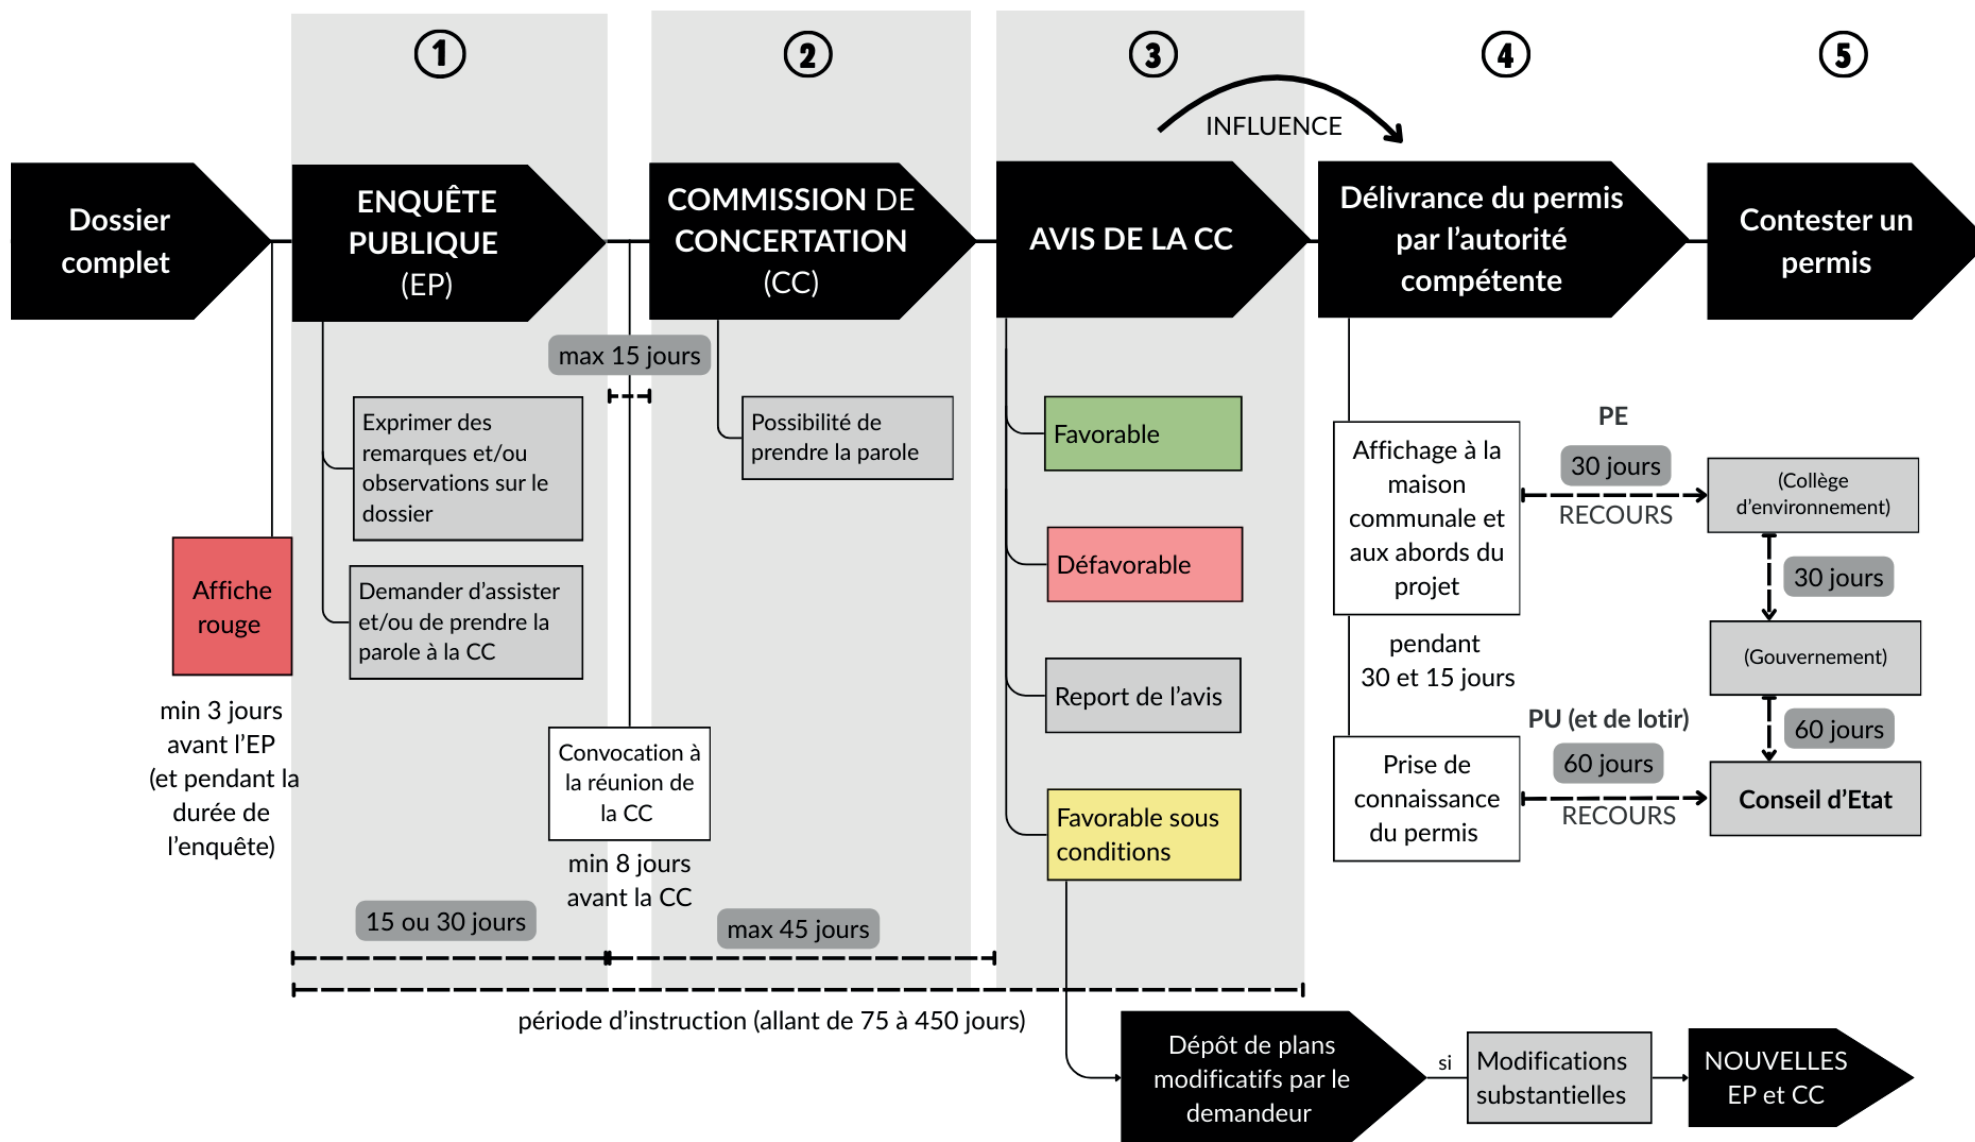 1
2
3
4
5
INFLUENCE
Dossier
complet
ENQUÊTE
PUBLIQUE
(EP)
COMMISSION DE
CONCERTATION
(CC)
AVIS DE LA CC
Délivrance du permis
par l’autorité
compétente
Contester un
permis
max 15 jours
Exprimer des
remarques et/ou
observations sur le
dossier
Demander d’assister
et/ou de prendre la
parole à la CC
Affiche
rouge
min 3 jours
avant l’EP
(et pendant la
durée de
l’enquête)
Convocation à
la réunion de
la CC
min 8 jours
avant la CC
Possibilité de
prendre la parole
Favorable
Défavorable
Report de l’avis
Favorable sous
conditions
Affichage à la
maison
communale et
aux abords du
projet
pendant
30 et 15 jours
Prise de
connaissance
du permis
PE
30 jours
RECOURS
PU (et de lotir)
60 jours
RECOURS
(Collège
d’environnement)
30 jours
(Gouvernement)
60 jours
Conseil d’Etat
15 ou 30 jours
max 45 jours
période d’instruction (allant de 75 à 450 jours)
Dépôt de plans
modificatifs par le
demandeur
si
Modifications
substantielles
NOUVELLES
EP et CC